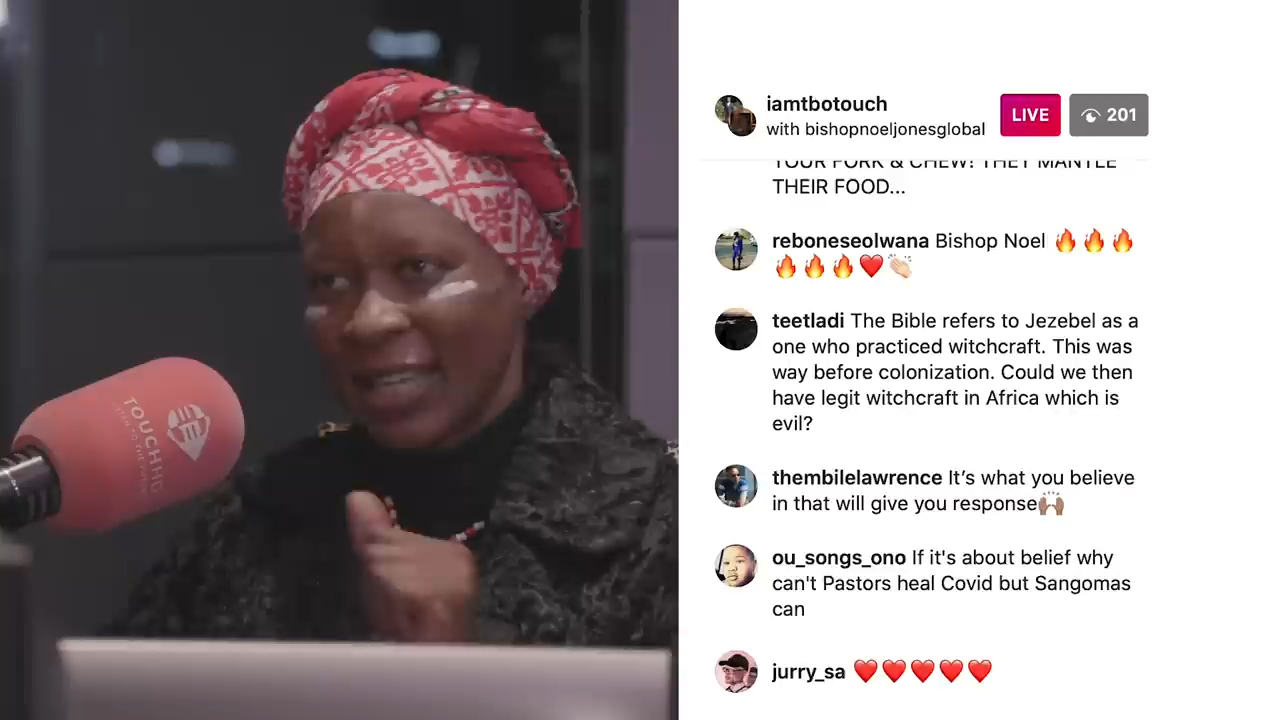 iamtbotouch
with bishopnoeljonesglobal
LIVE
201
YOUR FORK & CHEW! THEY MANTLE
THEIR FOOD...
reboneseolwana Bishop Noel 🔥🔥🔥
🔥🔥🔥❤️👏🏻
teetladi The Bible refers to Jezebel as a
one who practiced witchcraft. This was
way before colonization. Could we then
have legit witchcraft in Africa which is
evil?
thembilelawrence It’s what you believe
in that will give you response🙌🏽
ou_songs_ono If it's about belief why
can't Pastors heal Covid but Sangomas
can
jurry_sa ❤️❤️❤️❤️❤️
TOUCHHD